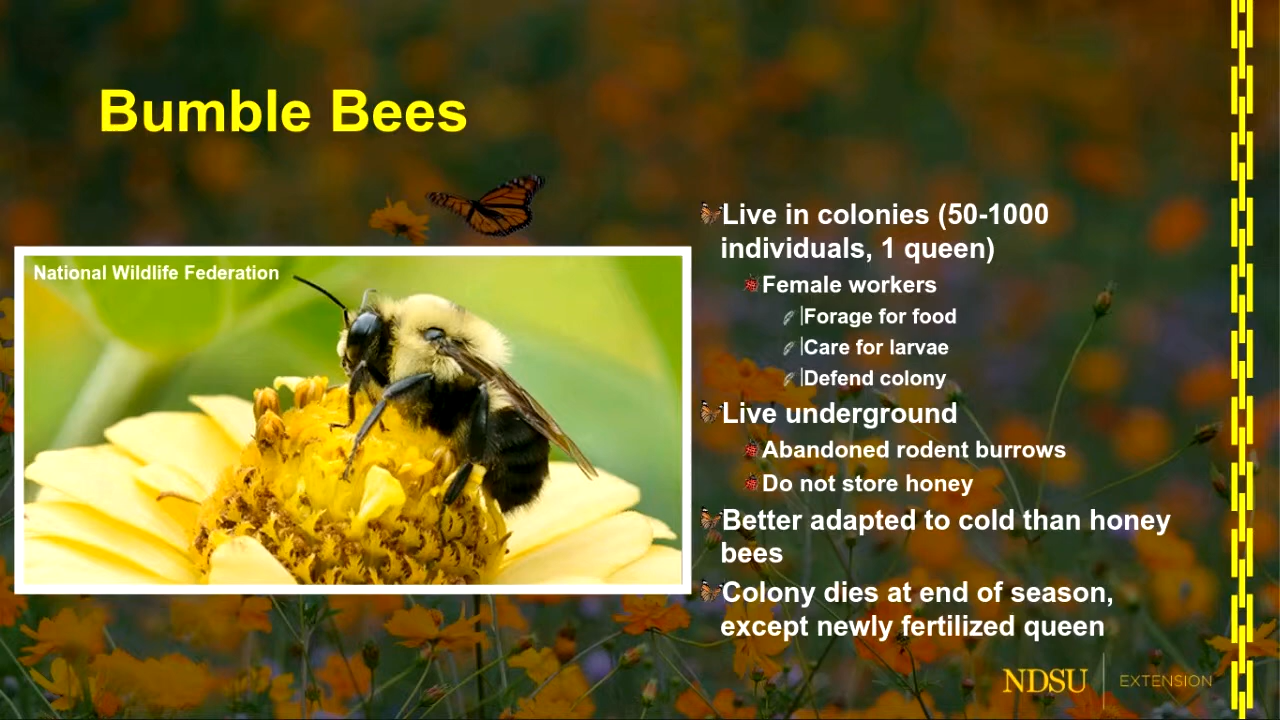 Bumble Bees
National Wildlife Federation
Live in colonies (50-1000
individuals, 1 queen)
Female workers
Forage for food
Care for larvae
Defend colony
Live underground
Abandoned rodent burrows
Do not store honey
Better adapted to cold than honey
bees
Colony dies at end of season,
except newly fertilized queen
NDSU EXTENSION